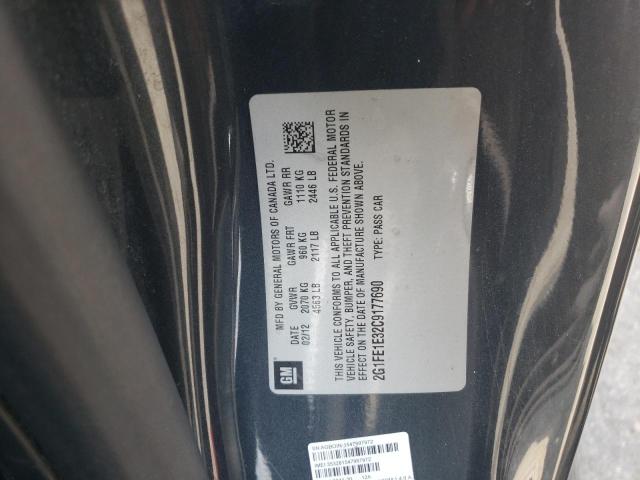 MFD BY GENERAL MOTORS OF CANADA LTD.
DATE GVWR GAWR FRT GAWR RR
02/12 2070 KG 960 KG 1110 KG
4563 LB 2117 LB 2446 LB
GM
THIS VEHICLE CONFORMS TO ALL APPLICABLE U.S. FEDERAL MOTOR
VEHICLE SAFETY, BUMPER, AND THEFT PREVENTION STANDARDS IN
EFFECT ON THE DATE OF MANUFACTURE SHOWN ABOVE.
2G1FE1E32C9177690 TYPE: PASS CAR